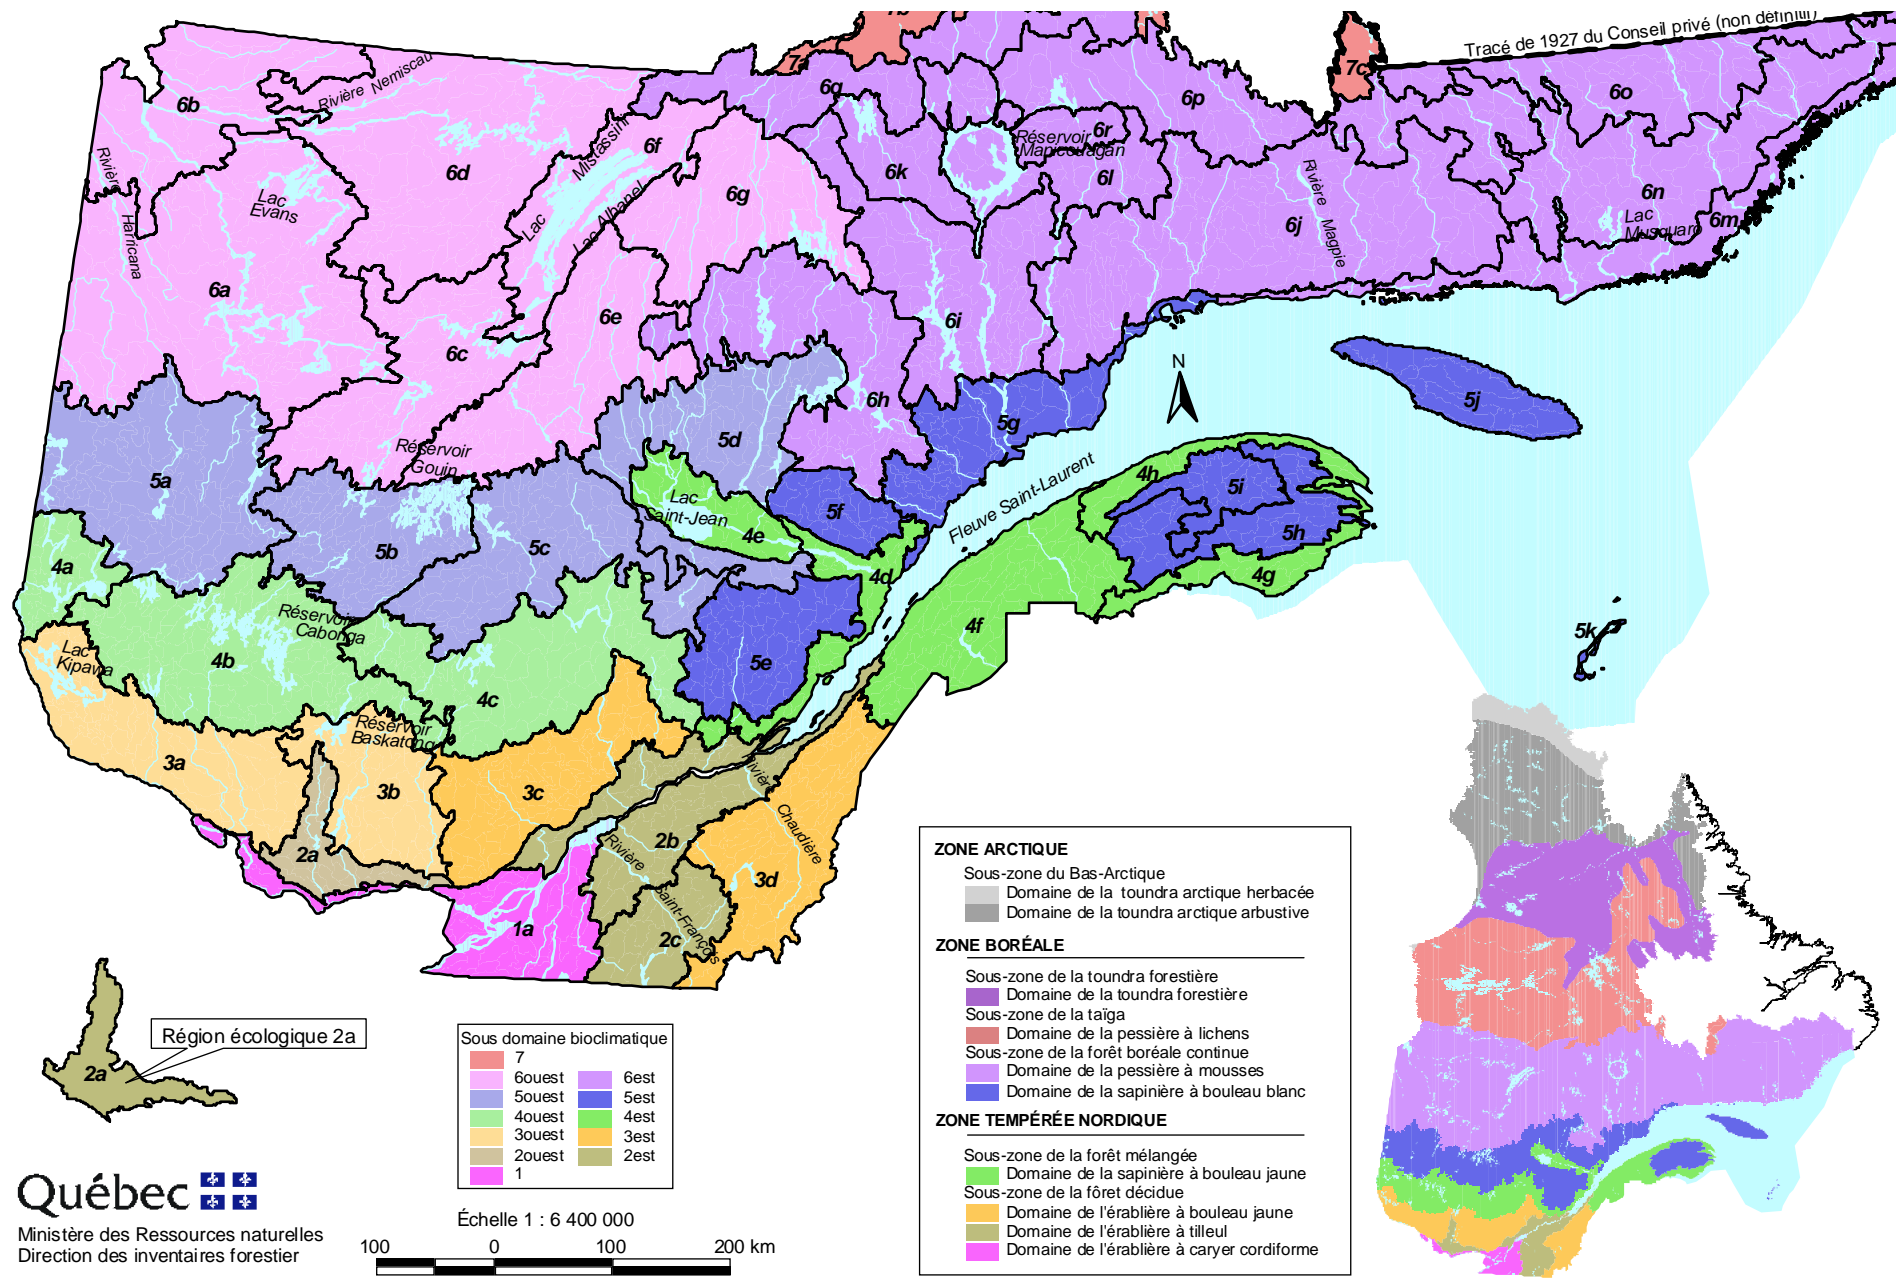 Tracé de 1927 du Conseil privé (non définitif)
7b
7c
6q
6p
6o
6b
Rivière Nemiscau
6r
Réservoir
Manicouagan
6f
Mistassini
Lac
Lac Albanel
6d
6g
6k
6l
6n
6m
Lac
Musquaro
Rivière
Harricana
Lac
Evans
6j
Rivière Magpie
6a
6c
6e
6i
N
6h
5g
5j
Réservoir
Gouin
5d
5a
Lac
Saint-Jean
4e
5f
Fleuve Saint-Laurent
4h
5i
5h
4g
5b
5c
4a
4d
Réservoir
Cabonga
4f
5k
Lac
Kipawa
4b
4c
5e
Réservoir
Baskatong
3a
3b
3c
Rivière
Chaudière
2a
2b
Rivière
Saint-François
3d
1a
2c
Région écologique 2a
2a
Sous domaine bioclimatique
7
6ouest 6est
5ouest 5est
4ouest 4est
3ouest 3est
2ouest 2est
1
Échelle 1 : 6 400 000
100 0 100 200 km
Québec
Ministère des Ressources naturelles
Direction des inventaires forestier
ZONE ARCTIQUE
Sous-zone du Bas-Arctique
Domaine de la toundra arctique herbacée
Domaine de la toundra arctique arbustive
ZONE BORÉALE
Sous-zone de la toundra forestière
Domaine de la toundra forestière
Sous-zone de la taïga
Domaine de la pessière à lichens
Sous-zone de la forêt boréale continue
Domaine de la pessière à mousses
Domaine de la sapinière à bouleau blanc
ZONE TEMPÉRÉE NORDIQUE
Sous-zone de la forêt mélangée
Domaine de la sapinière à bouleau jaune
Sous-zone de la fôret décidue
Domaine de l'érablière à bouleau jaune
Domaine de l'érablière à tilleul
Domaine de l'érablière à caryer cordiforme